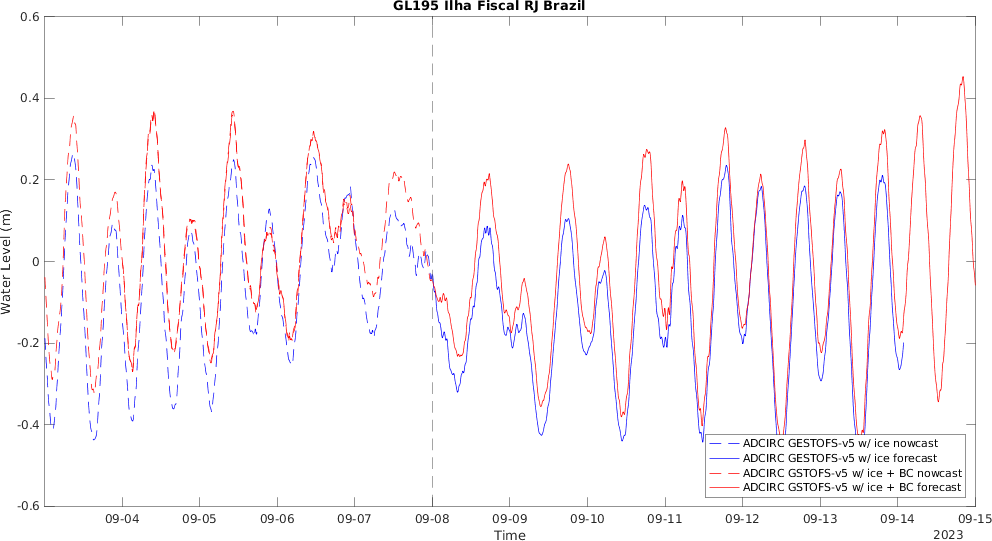 GL195 Ilha Fiscal RJ Brazil
0.6
0.4
0.2
0
-0.2
-0.4
-0.6
Water Level (m)
ADCIRC GESTOFS-v5 w/ ice nowcast
ADCIRC GESTOFS-v5 w/ ice forecast
ADCIRC GSTOFS-v5 w/ ice + BC nowcast
ADCIRC GSTOFS-v5 w/ ice + BC forecast
09-04 09-05 09-06 09-07 09-08 09-09 09-10 09-11 09-12 09-13 09-14 09-15
Time
2023